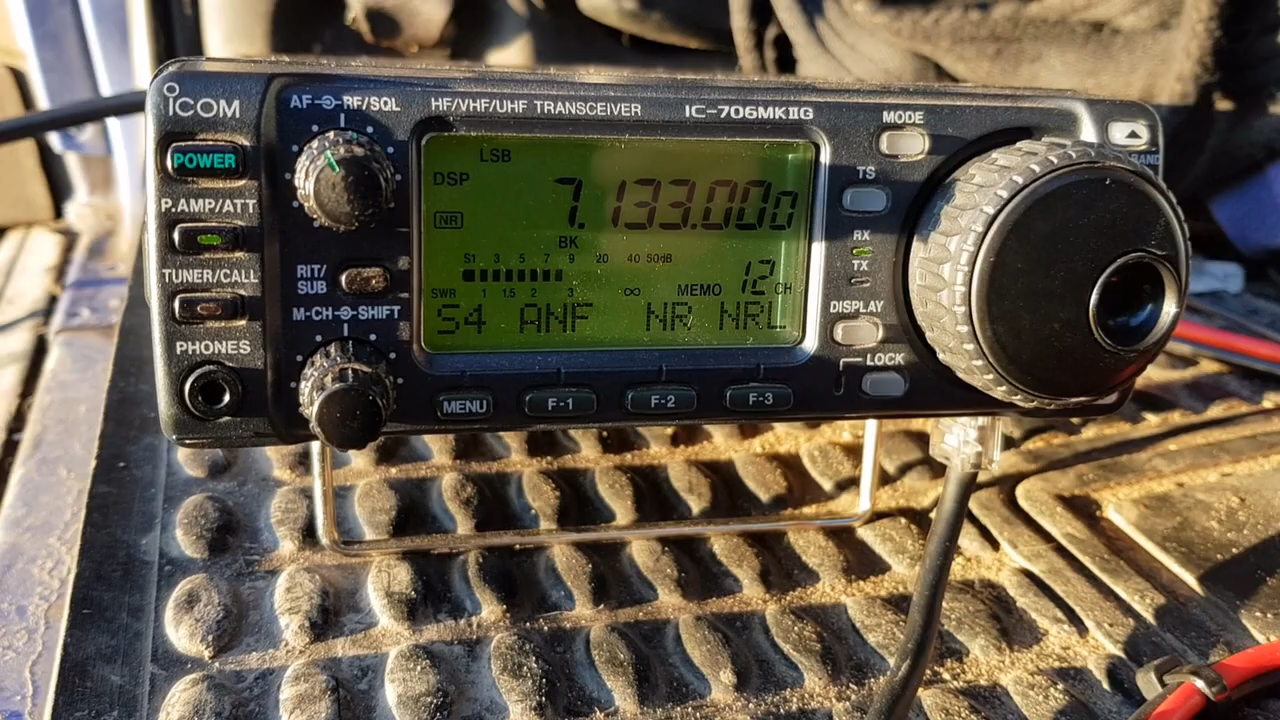 ICOM
AF RF/SQL
HF/VHF/UHF TRANSCEIVER IC-706MKIIG
MODE
BAND
POWER
LSB
DSP
7.133.000
TS
P.AMP/ATT
NR
BK
RX
TX
S1 3 5 7 9 20 40 50dB
TUNER/CALL
RIT/
SUB
SWR 1 1.5 2 3 ∞ MEMO 12 CH
M-CH SHIFT
S4 ANF NR NRL
DISPLAY
PHONES
LOCK
MENU F-1 F-2 F-3